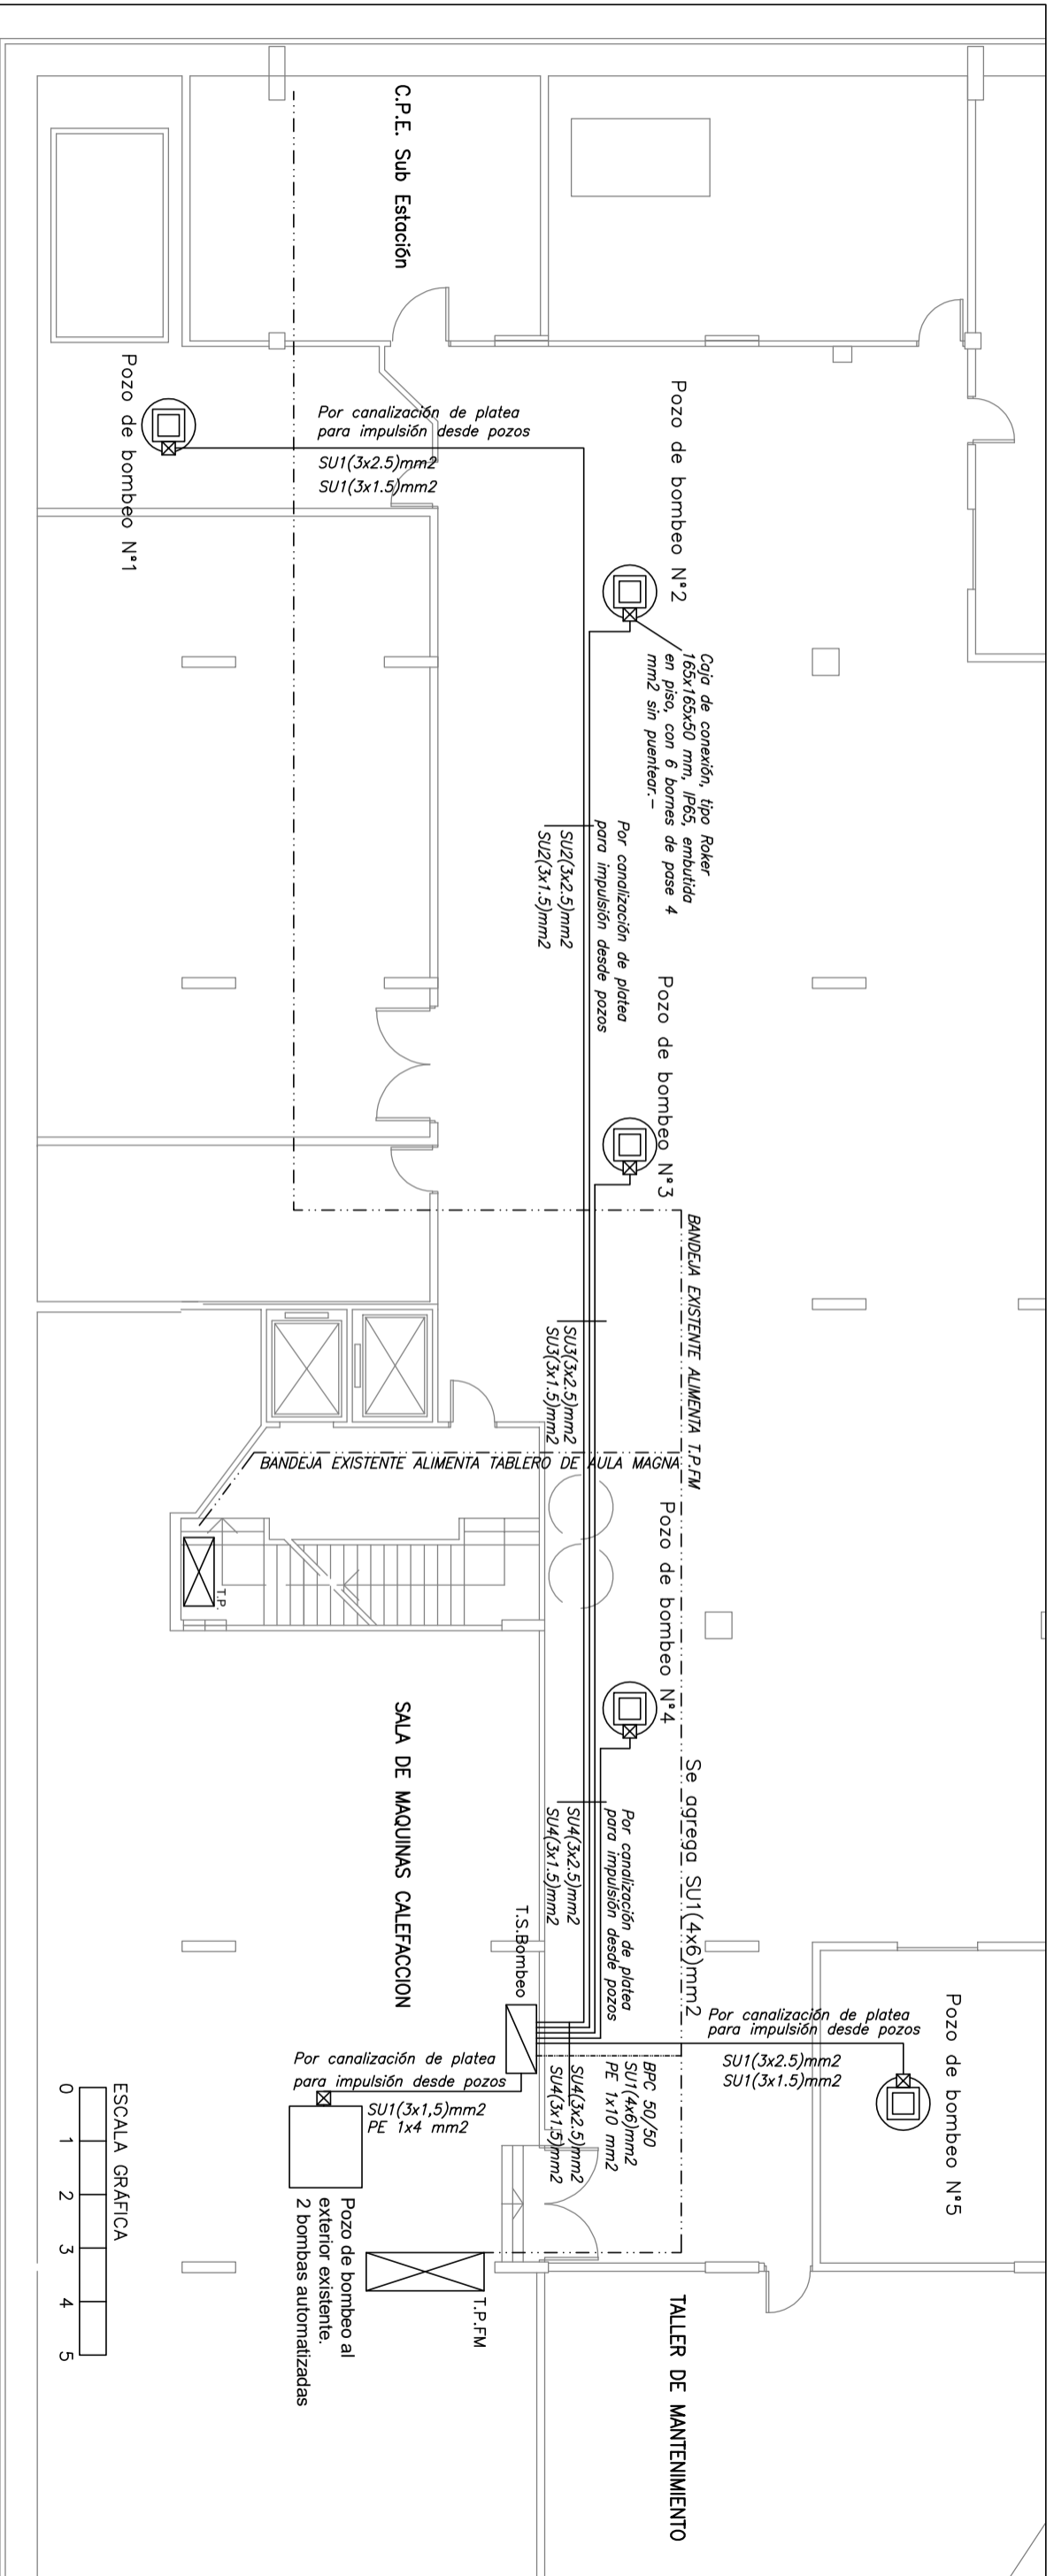 C.P.E. Sub Estación
Pozo de bombeo N°1
Por canalización de platea
para impulsión desde pozos
SU1(3x2.5)mm2
SU1(3x1.5)mm2
Pozo de bombeo N°2
Caja de conexión, tipo Roker
165x165x50 mm, IP65, embutida
en piso, con 6 bornes de pase 4
mm2 sin puentear.-
Por canalización de platea
para impulsión desde pozos
SU2(3x2.5)mm2
SU2(3x1.5)mm2
Pozo de bombeo N°3
BANDEJA EXISTENTE ALIMENTA T.P.FM
SU3(3x2.5)mm2
SU3(3x1.5)mm2
BANDEJA EXISTENTE ALIMENTA TABLERO DE AULA MAGNA
T.P.
Pozo de bombeo N°4
Se agrega SU1(4x6)mm2
Por canalización de platea
para impulsión desde pozos
SU4(3x2.5)mm2
SU4(3x1.5)mm2
SALA DE MAQUINAS CALEFACCION
T.S.Bombeo
Por canalización de platea
para impulsión desde pozos
SU1(3x2.5)mm2
SU1(3x1.5)mm2
Pozo de bombeo N°5
BPC 50/50
SU1(4x6)mm2
PE 1x10 mm2
SU4(3x2.5)mm2
SU4(3x1.5)mm2
Por canalización de platea
para impulsión desde pozos
SU1(3x1,5)mm2
PE 1x4 mm2
Pozo de bombeo al
exterior existente.
2 bombas automatizadas
T.P.FM
TALLER DE MANTENIMIENTO
ESCALA GRÁFICA
0 1 2 3 4 5